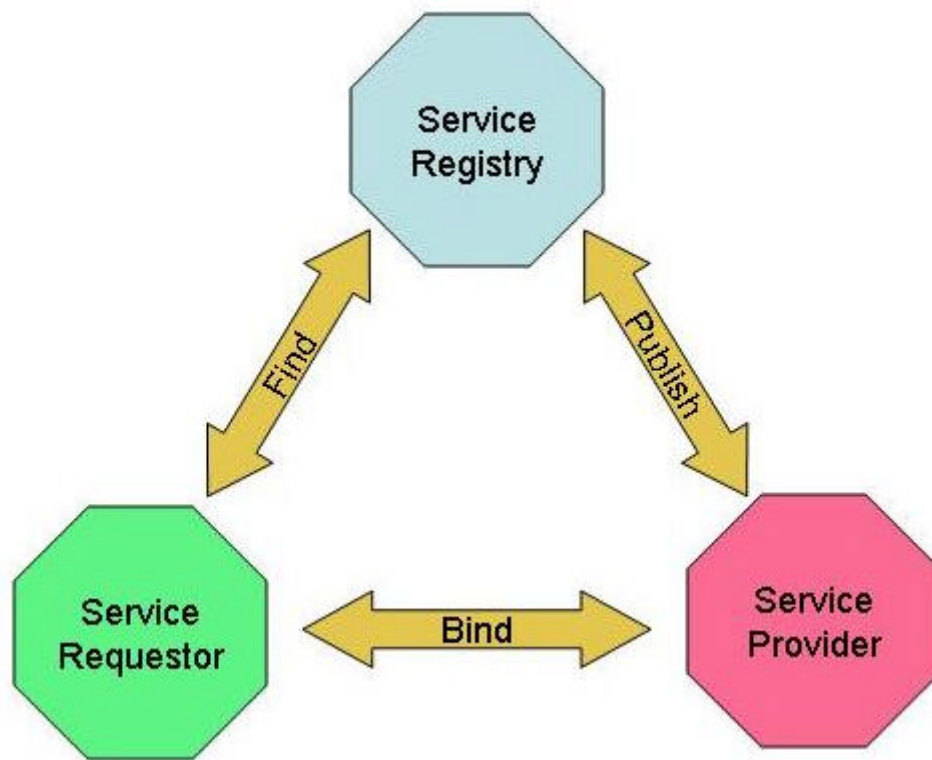 Service
Registry
Find
Publish
Service
Requestor
Bind
Service
Provider